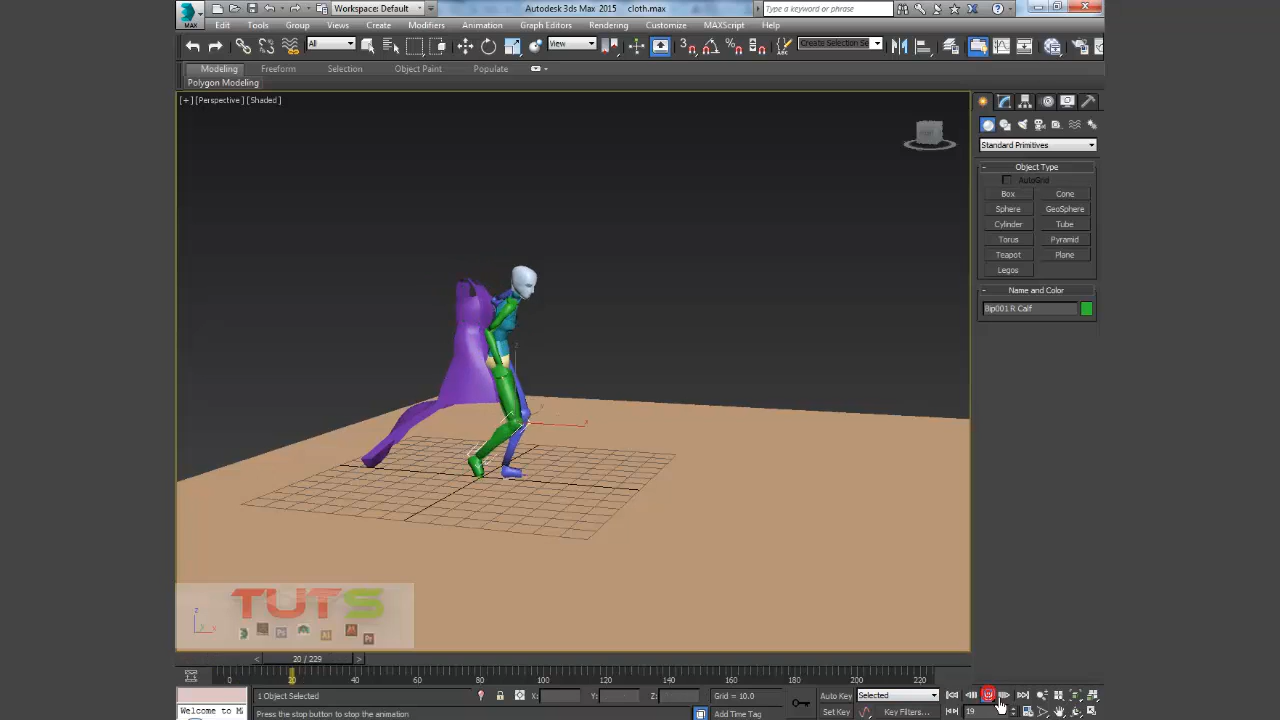 Workspace: Default
Autodesk 3ds Max 2015 cloth.max
Type a keyword or phrase
MAX
Edit Tools Group Views Create Modifiers Animation Graph Editors Rendering Customize MAXScript Help
All
View
Create Selection Se
Modeling Freeform Selection Object Paint Populate
Polygon Modeling
[+] [Perspective] [Shaded]
Standard Primitives
Object Type
AutoGrid
Box Cone
Sphere GeoSphere
Cylinder Tube
Torus Pyramid
Teapot Plane
Legos
Name and Color
Bip001 R Calf
TUTS
20 / 229
0 20 40 60 80 100 120 140 160 180 200 220
1 Object Selected X: Y: Z: Grid = 10.0 Auto Key Selected
Welcome to M Press the stop button to stop the animation Add Time Tag Set Key Key Filters... 19